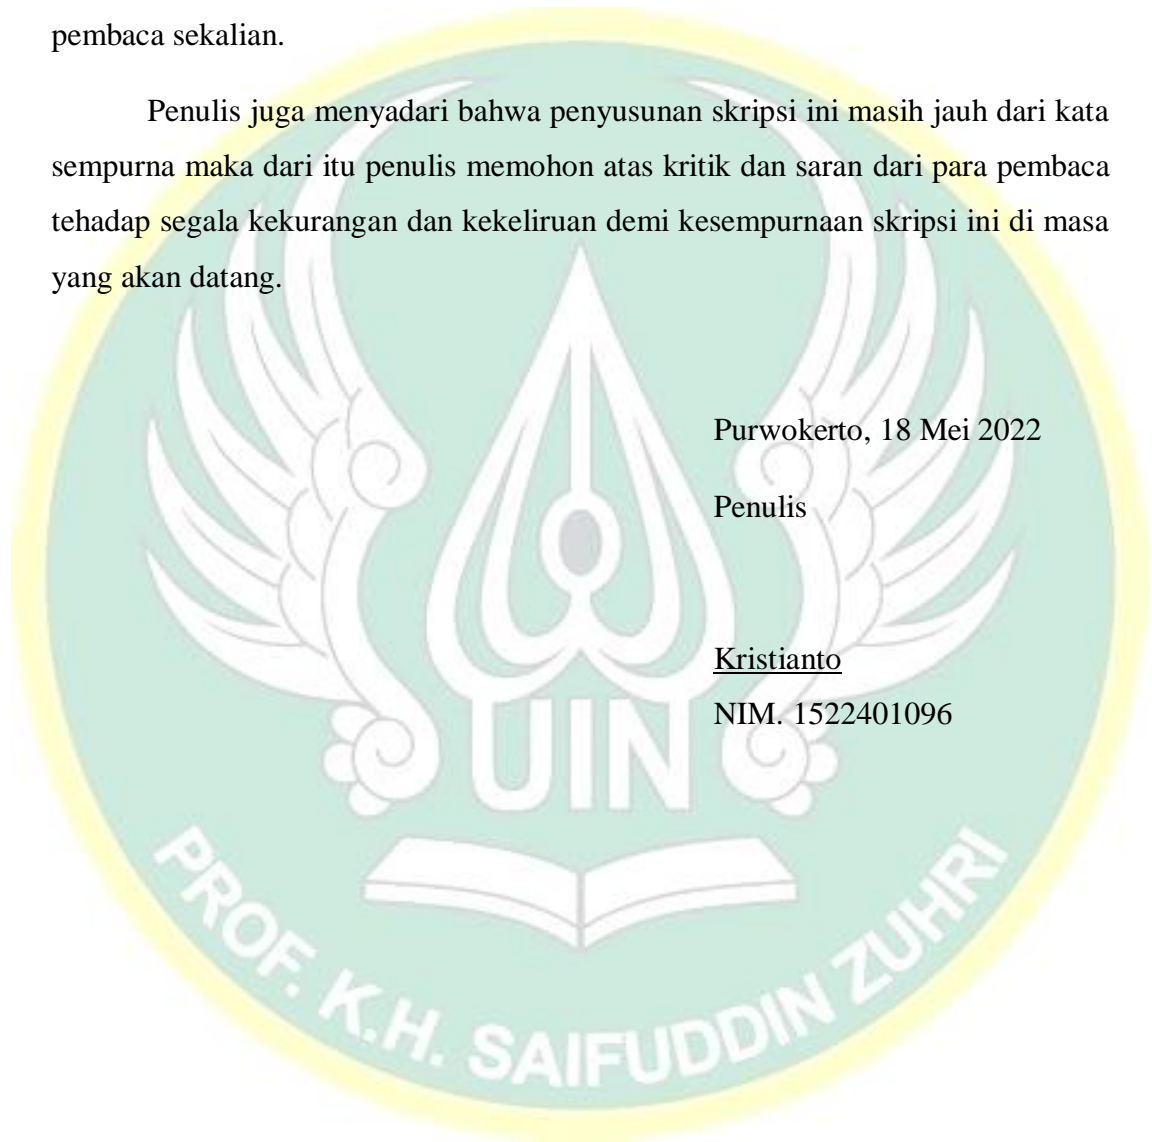 pembaca sekalian.
Penulis juga menyadari bahwa penyusunan skripsi ini masih jauh dari kata
sempurna maka dari itu penulis memohon atas kritik dan saran dari para pembaca
tehadap segala kekurangan dan kekeliruan demi kesempurnaan skripsi ini di masa
yang akan datang.
Purwokerto, 18 Mei 2022
Penulis
Kristianto
NIM. 1522401096
UIN
PROF. K.H. SAIFUDDIN ZUHRI